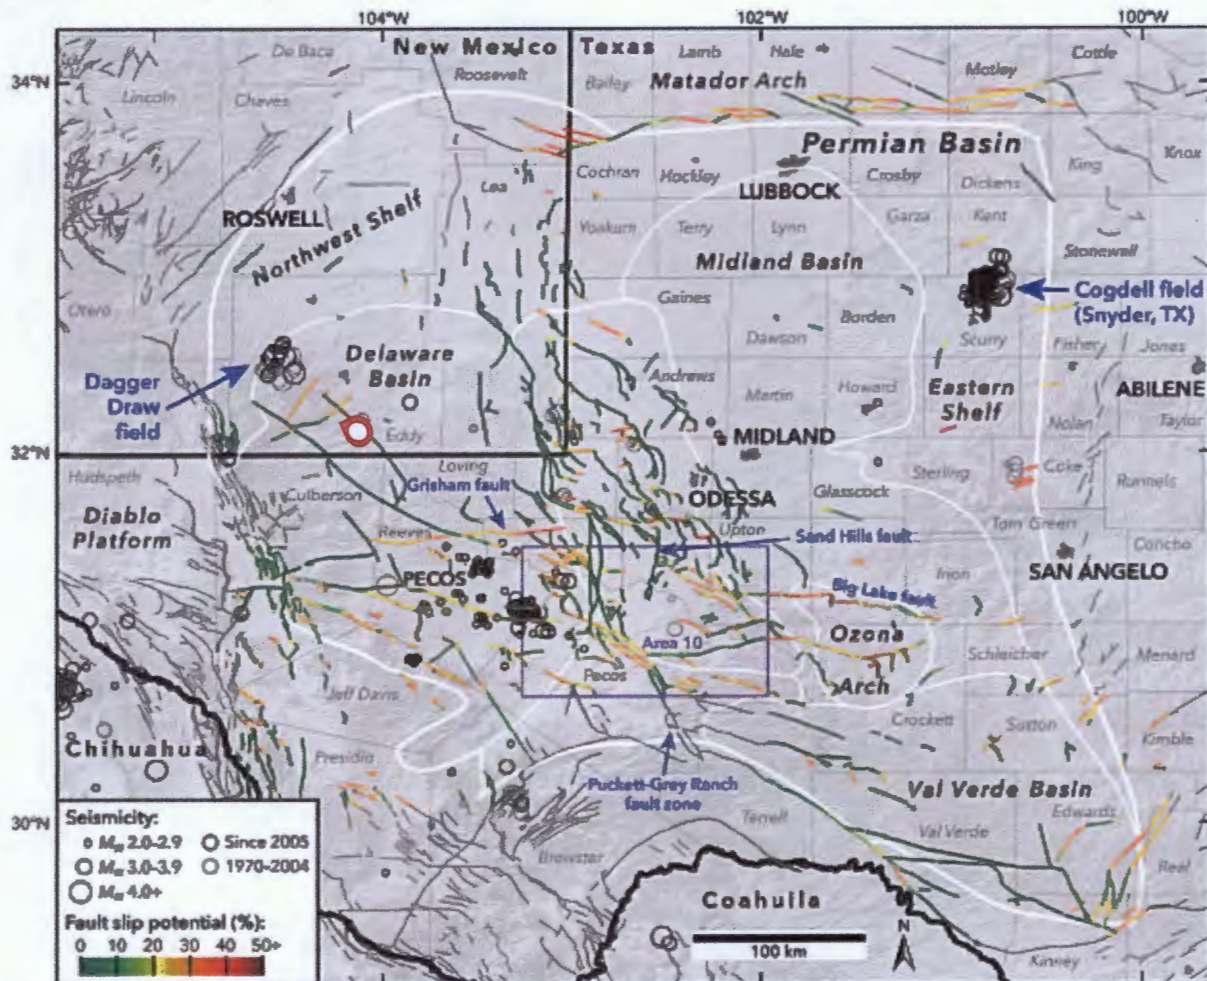 104°W
102°W
100°W
34°N
32°N
30°N
New Mexico
Texas
De Baca
Roosevelt
Lamb
Hale
Cottle
Motley
Bailey
Matador Arch
Lincoln
Chaves
Permian Basin
King
Knox
Cochran
Hockley
LUBBOCK
Crosby
Dickens
Lea
ROSWELL
Northwest Shelf
Yoakum
Terry
Lynn
Garza
Kent
Stonewall
Midland Basin
Gaines
Cogdell field
(Snyder, TX)
Otero
Dawson
Borden
Scurry
Fisher
Jones
Delaware
Basin
Dagger
Draw
field
Andrews
Martin
Howard
Eastern
Shelf
ABILENE
Nolan
Taylor
Eddy
MIDLAND
Hudspeth
Loving
Culberson
Grisham fault
ODESSA
Glasscock
Sterling
Coke
Runnels
Diablo
Platform
Reeves
Upton
Sand Hills fault
Tom Green
Concho
PECOS
Irion
SAN ANGELO
Big Lake fault
Area 10
Ozona
Arch
Pecos
Schleicher
Menard
Jeff Davis
Crockett
Sutton
Kimble
Chihuahua
Presidio
Puckett-Grey Ranch
fault zone
Val Verde Basin
Terrell
Val Verde
Edwards
Real
Brewster
Coahuila
N
100 km
Kinney
Seismicity:
M 2.0-2.9
Since 2005
M 3.0-3.9
1970-2004
M 4.0+
Fault slip potential (%):
0 10 20 30 40 50+